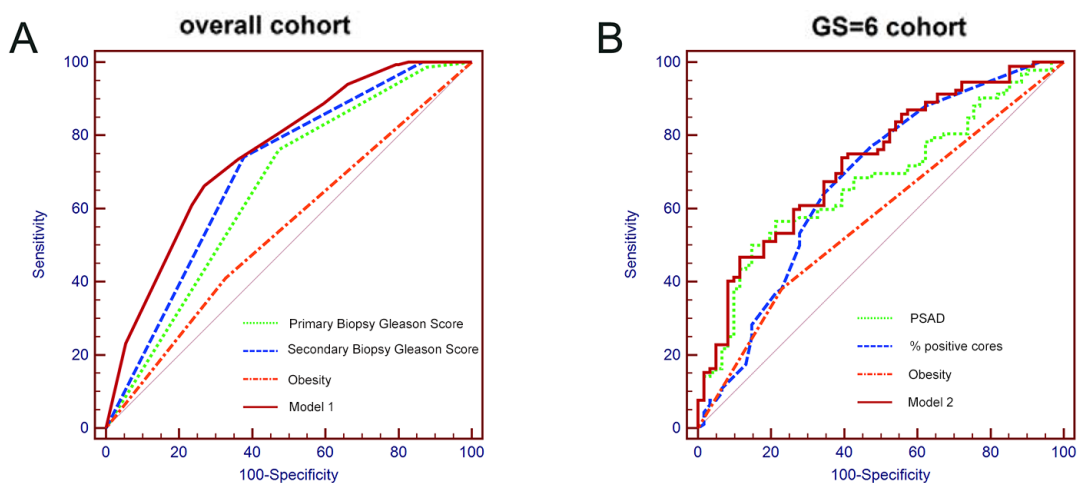 A
overall cohort
100
80
60
40
20
0
Sensitivity
Primary Biopsy Gleason Score
Secondary Biopsy Gleason Score
Obesity
Model 1
0 20 40 60 80 100
100-Specificity
B
GS=6 cohort
100
80
60
40
20
0
Sensitivity
PSAD
% positive cores
Obesity
Model 2
0 20 40 60 80 100
100-Specificity